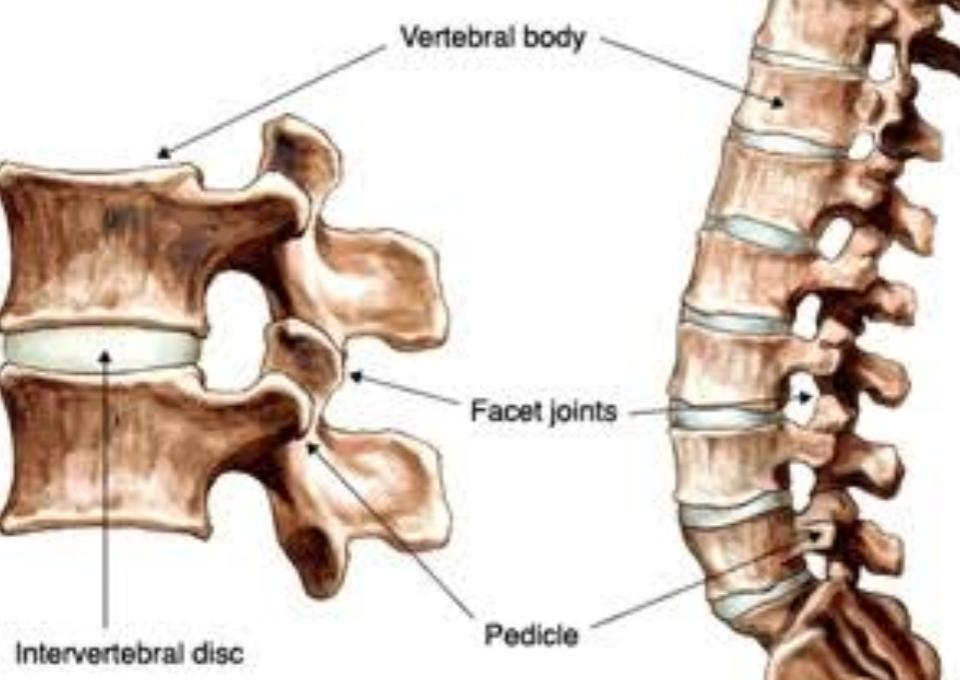 Vertebral body
Facet joints
Pedicle
Intervertebral disc